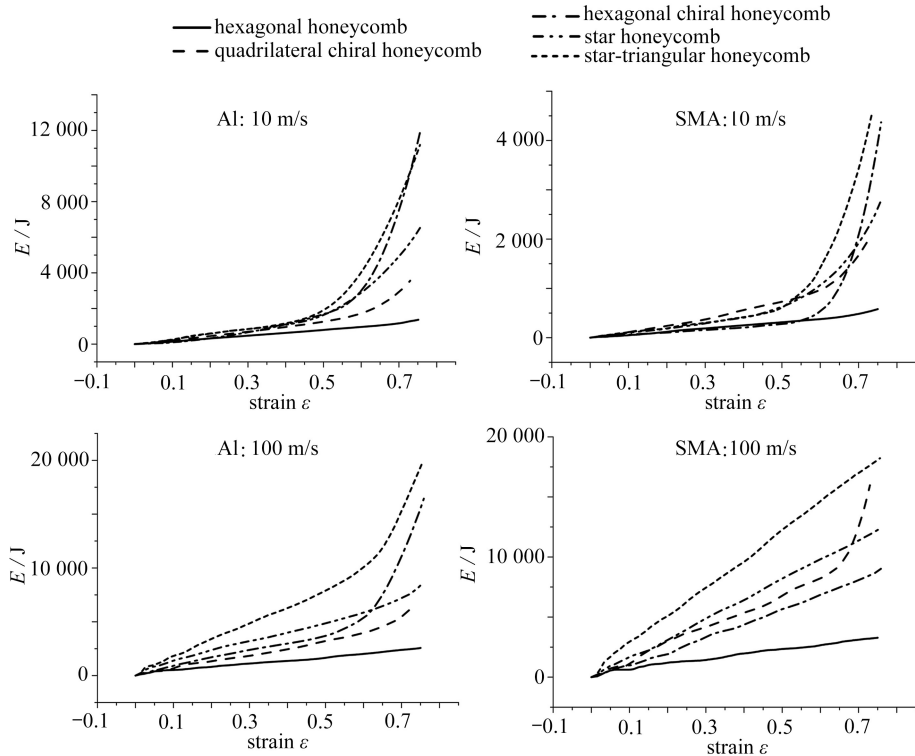 hexagonal honeycomb
quadrilateral chiral honeycomb
hexagonal chiral honeycomb
star honeycomb
star-triangular honeycomb
Al: 10 m/s
12 000
8 000
4 000
0
E / J
−0.1 0.1 0.3 0.5 0.7
strain ε
SMA: 10 m/s
4 000
2 000
0
E / J
−0.1 0.1 0.3 0.5 0.7
strain ε
Al: 100 m/s
20 000
10 000
0
E / J
−0.1 0.1 0.3 0.5 0.7
strain ε
SMA: 100 m/s
20 000
10 000
0
E / J
−0.1 0.1 0.3 0.5 0.7
strain ε